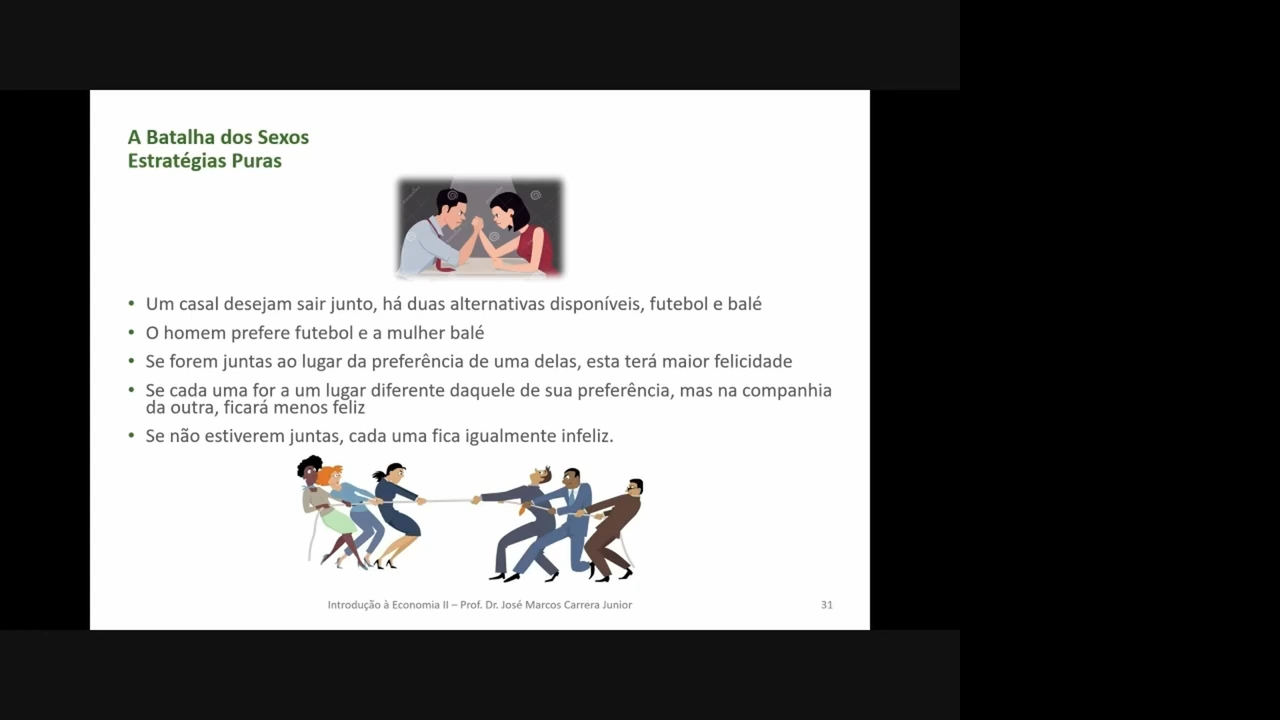 A Batalha dos Sexos
Estratégias Puras
• Um casal desejam sair junto, há duas alternativas disponíveis, futebol e balé
• O homem prefere futebol e a mulher balé
• Se forem juntas ao lugar da preferência de uma delas, esta terá maior felicidade
• Se cada uma for a um lugar diferente daquele de sua preferência, mas na companhia
da outra, ficará menos feliz
• Se não estiverem juntas, cada uma fica igualmente infeliz.
Introdução à Economia II – Prof. Dr. José Marcos Carrera Junior
31